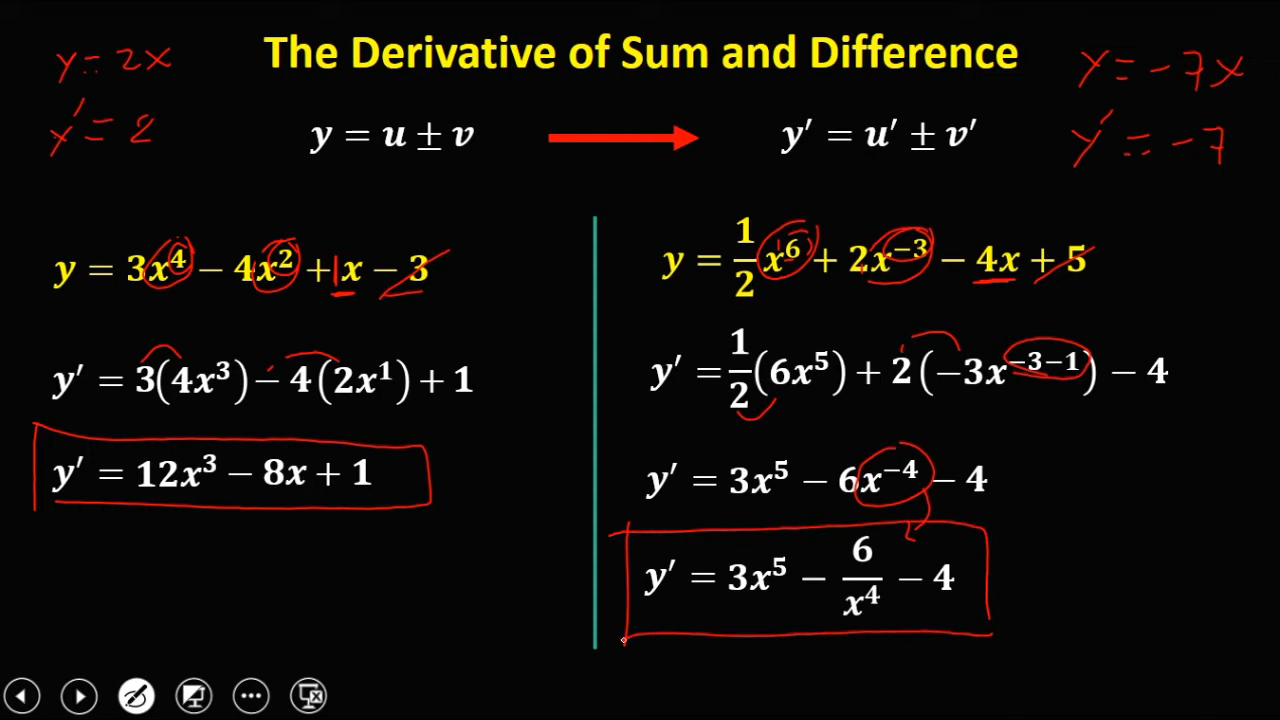 The Derivative of Sum and Difference
y = 2x
y' = 2
y = -7x
y' = -7
y = u ± v
y′ = u′ ± v′
y = 3x⁴ − 4x² + 1x − 3
y′ = 3(4x³) − 4(2x¹) + 1
y′ = 12x³ − 8x + 1
y = 1/2 x⁶ + 2x⁻³ − 4x + 5
y′ = 1/2 (6x⁵) + 2(−3x⁻³⁻¹) − 4
y′ = 3x⁵ − 6x⁻⁴ − 4
y′ = 3x⁵ − 6/x⁴ − 4